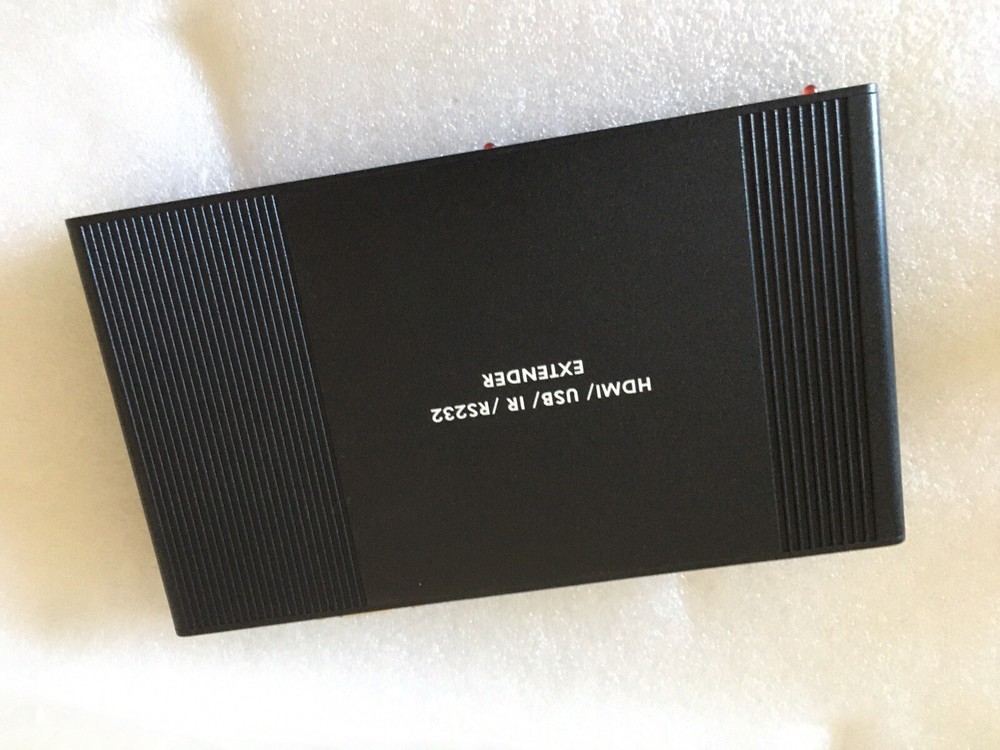 HDMI/ USB/ IR /RS232
EXTENDER